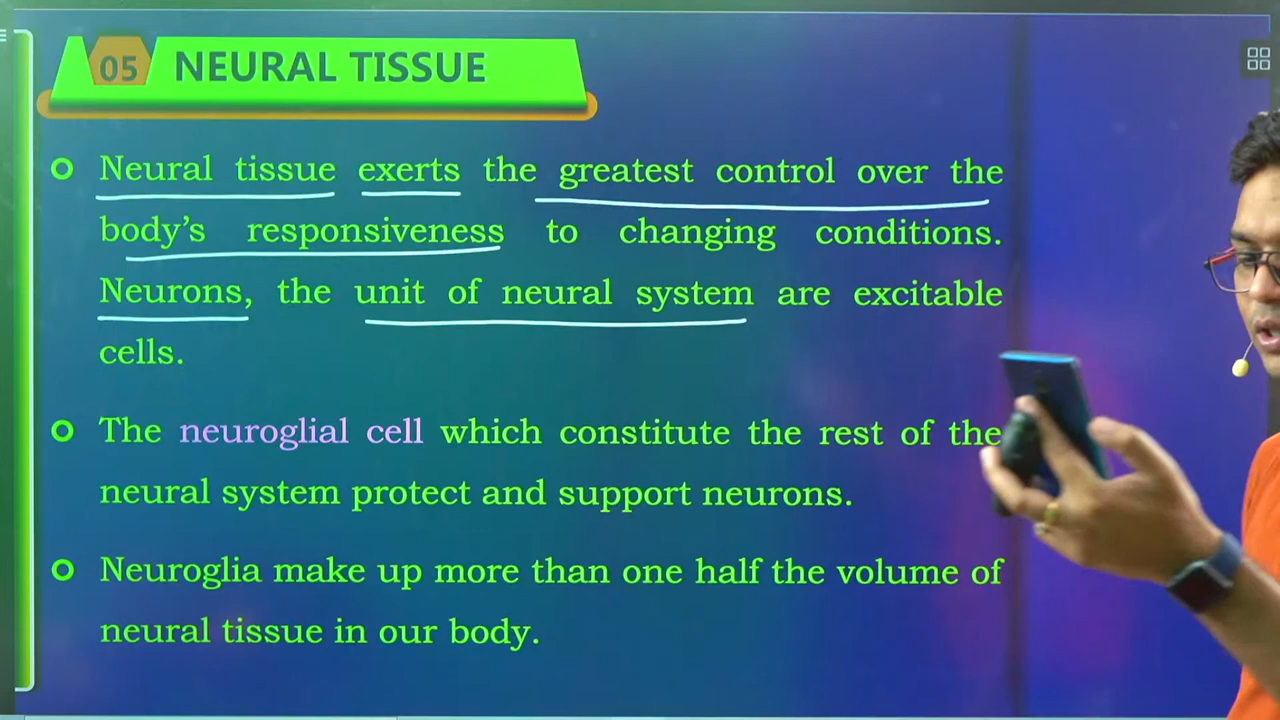 05 NEURAL TISSUE
Neural tissue exerts the greatest control over the
body's responsiveness to changing conditions.
Neurons, the unit of neural system are excitable
cells.
The neuroglial cell which constitute the rest of the
neural system protect and support neurons.
Neuroglia make up more than one half the volume of
neural tissue in our body.